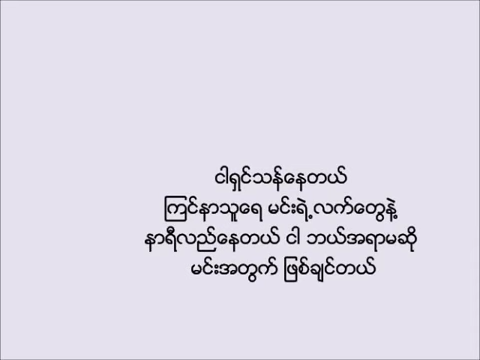 ငါရှင်သန်နေတယ်
ကြင်နာသူရေ မင်းရဲ့လက်တွေနဲ့
နာရီလည်နေတယ် ငါ ဘယ်အရာမဆို
မင်းအတွက် ဖြစ်ချင်တယ်